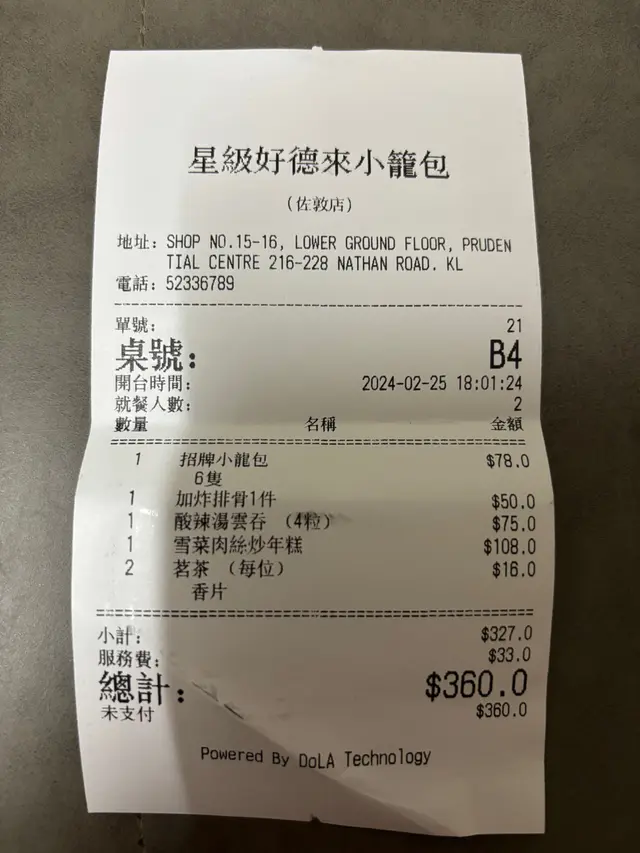 星級好德來小籠包
(佐敦店)
地址: SHOP NO.15-16, LOWER GROUND FLOOR, PRUDEN
TIAL CENTRE 216-228 NATHAN ROAD. KL
電話: 52336789
單號: 21
桌號: B4
開台時間: 2024-02-25 18:01:24
就餐人數: 2
數量 名稱 金額
1 招牌小龍包 $78.0
6隻
1 加炸排骨1件 $50.0
1 酸辣湯雲吞 (4粒) $75.0
1 雪菜肉絲炒年糕 $108.0
2 茗茶 (每位) $16.0
香片
小計: $327.0
服務費: $33.0
總計: $360.0
未支付 $360.0
Powered By DoLA Technology